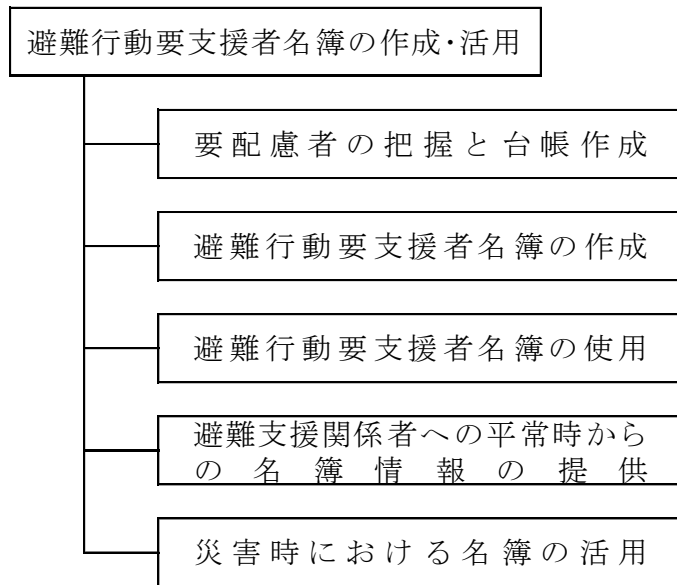 避難行動要支援者名簿の作成・活用
要配慮者の把握と台帳作成
避難行動要支援者名簿の作成
避難行動要支援者名簿の使用
避難支援関係者への平常時から
の名簿情報の提供
災害時における名簿の活用